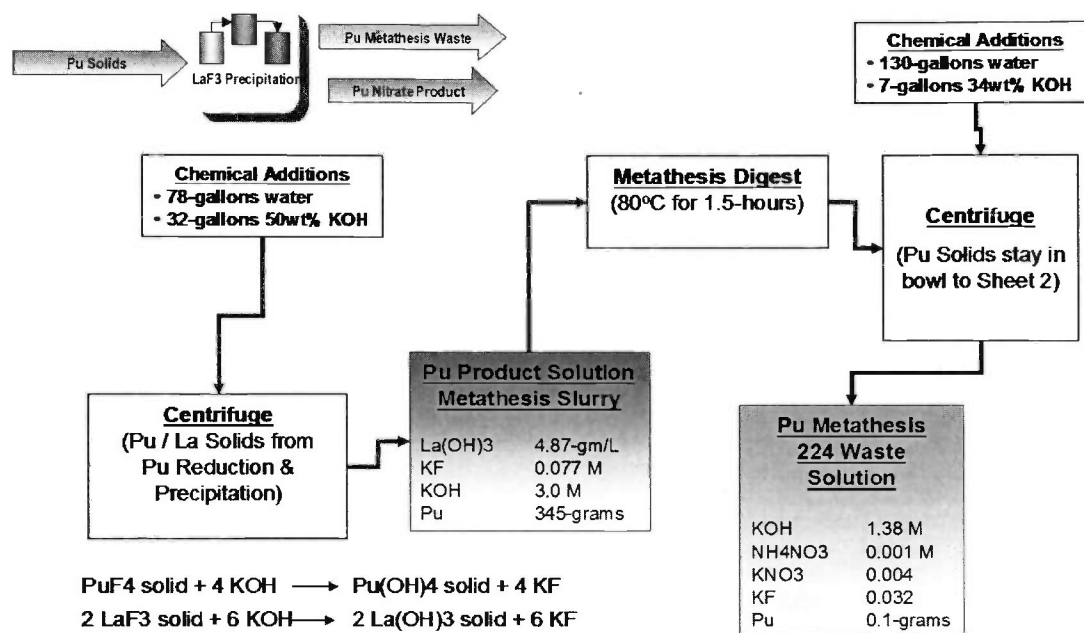 Pu Solids
LaF3 Precipitation
Pu Metathesis Waste
Pu Nitrate Product
Chemical Additions
• 78-gallons water
• 32-gallons 50wt% KOH
Chemical Additions
• 130-gallons water
• 7-gallons 34wt% KOH
Metathesis Digest
(80ºC for 1.5-hours)
Centrifuge
(Pu Solids stay in
bowl to Sheet 2)
Centrifuge
(Pu / La Solids from
Pu Reduction &
Precipitation)
Pu Product Solution
Metathesis Slurry
La(OH)3 4.87-gm/L
KF 0.077 M
KOH 3.0 M
Pu 345-grams
Pu Metathesis
224 Waste
Solution
KOH 1.38 M
NH4NO3 0.001 M
KNO3 0.004
KF 0.032
Pu 0.1-grams
PuF4 solid + 4 KOH → Pu(OH)4 solid + 4 KF
2 LaF3 solid + 6 KOH → 2 La(OH)3 solid + 6 KF